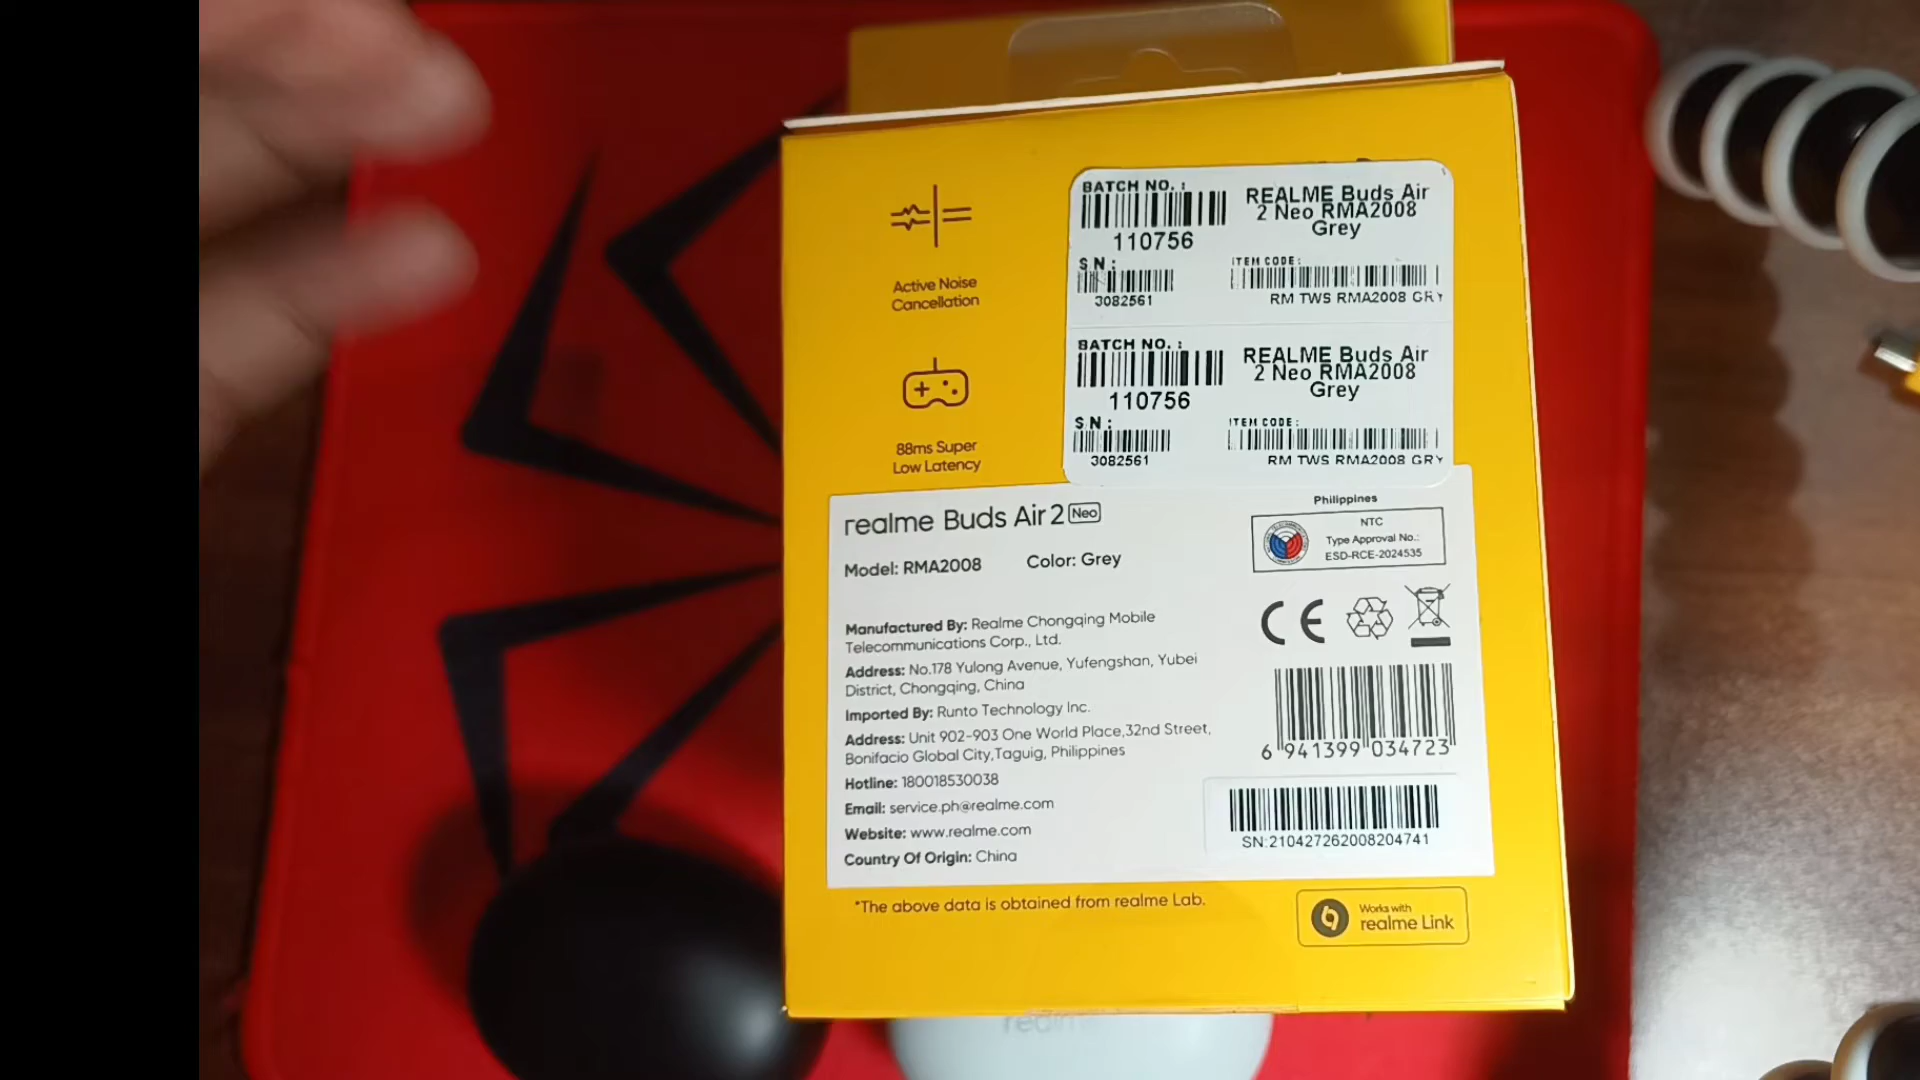 BATCH NO. :
110756
REALME Buds Air
2 Neo RMA2008
Grey
S N :
3082561
ITEM CODE:
RM TWS RMA2008 GRY
Active Noise
Cancellation
BATCH NO. :
110756
REALME Buds Air
2 Neo RMA2008
Grey
S N :
3082561
ITEM CODE:
RM TWS RMA2008 GRY
88ms Super
Low Latency
realme Buds Air 2 Neo
Model: RMA2008 Color: Grey
Philippines
NTC
Type Approval No.:
ESD-RCE-2024535
CE
Manufactured By: Realme Chongqing Mobile
Telecommunications Corp., Ltd.
Address: No.178 Yulong Avenue, Yufengshan, Yubei
District, Chongqing, China
Imported By: Runto Technology Inc.
Address: Unit 902-903 One World Place,32nd Street,
Bonifacio Global City,Taguig, Philippines
Hotline: 180018530038
Email: service.ph@realme.com
Website: www.realme.com
Country Of Origin: China
6 941399 034723
SN:210427262008204741
*The above data is obtained from realme Lab.
Works with
realme Link
realme